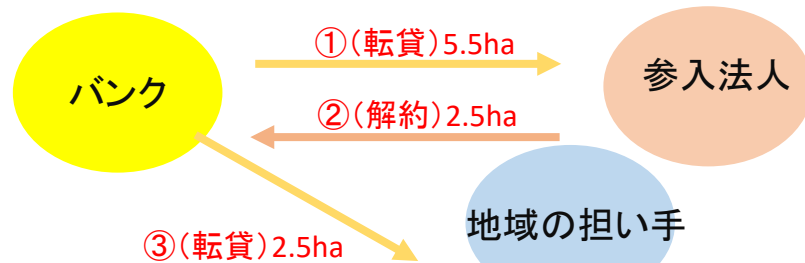 ①(転貸)5.5ha
バンク
参入法人
②(解約)2.5ha
地域の担い手
③(転貸)2.5ha